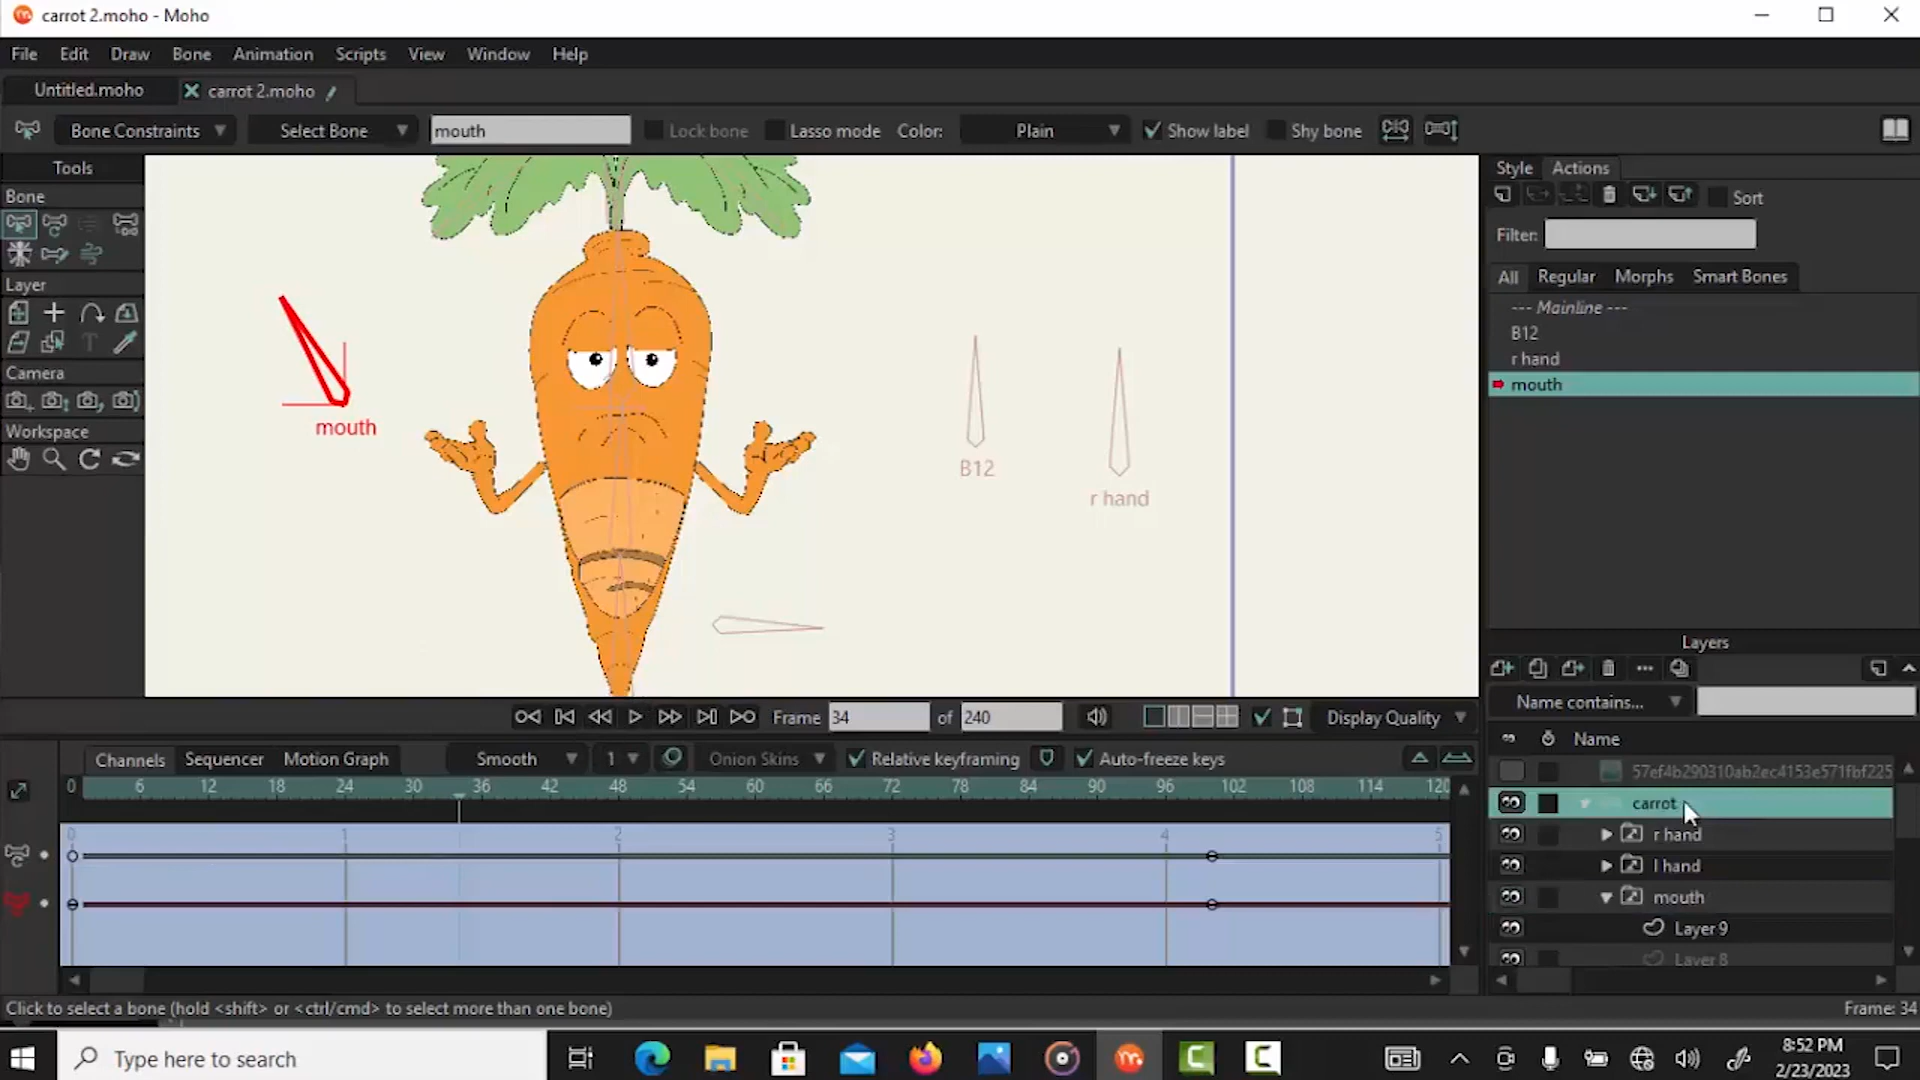 carrot 2.moho - Moho
File Edit Draw Bone Animation Scripts View Window Help
Untitled.moho carrot 2.moho
Bone Constraints Select Bone mouth Lock bone Lasso mode Color: Plain Show label Shy bone
Tools
Bone
Layer
Camera
Workspace
mouth
B12
r hand
Style Actions
Sort
Filter:
All Regular Morphs Smart Bones
--- Mainline ---
B12
r hand
mouth
Layers
Name contains...
Name
57ef4b290310ab2ec4153e571fbf225
carrot
r hand
l hand
mouth
Layer 9
Layer 8
Frame 34 of 240 Display Quality
Channels Sequencer Motion Graph Smooth 1 Onion Skins Relative keyframing Auto-freeze keys
0 6 12 18 24 30 36 42 48 54 60 66 72 78 84 90 96 102 108 114 120
0 1 2 3 4 5
Click to select a bone (hold <shift> or <ctrl/cmd> to select more than one bone) Frame: 34
Type here to search
8:52 PM
2/23/2023